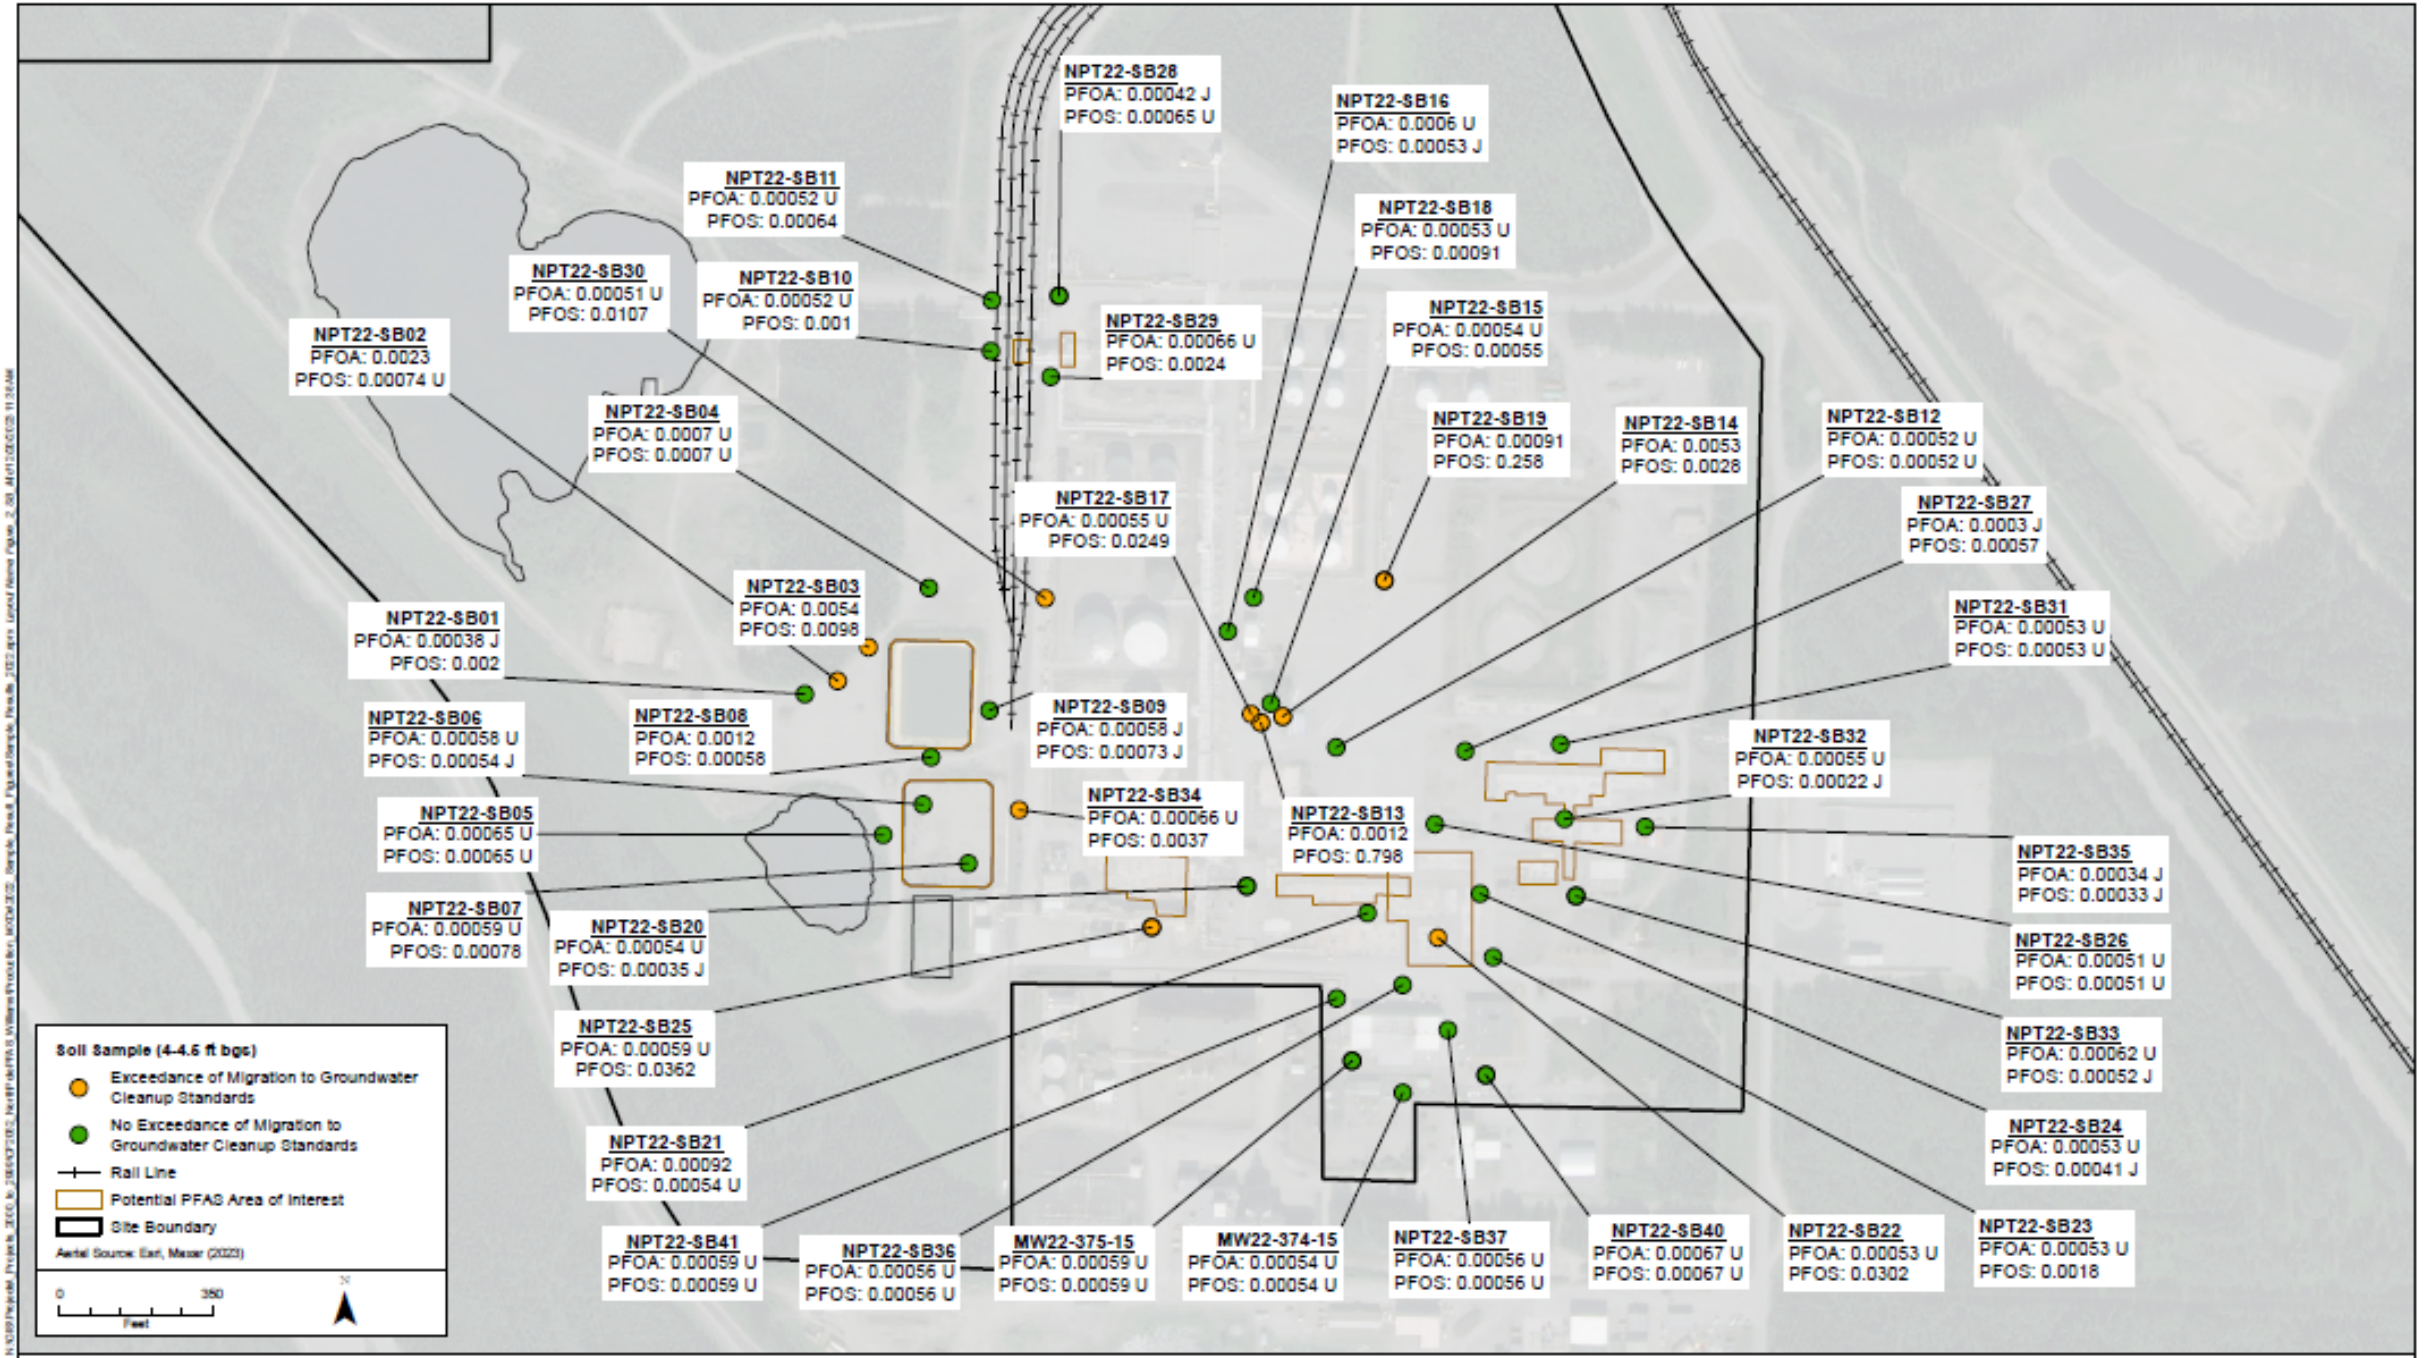 NPT22-SB28
PFOA: 0.00042 J
PFOS: 0.00065 U
NPT22-SB16
PFOA: 0.0006 U
PFOS: 0.00053 J
NPT22-SB11
PFOA: 0.00052 U
PFOS: 0.00064
NPT22-SB18
PFOA: 0.00053 U
PFOS: 0.00091
NPT22-SB30
PFOA: 0.00051 U
PFOS: 0.0107
NPT22-SB10
PFOA: 0.00052 U
PFOS: 0.001
NPT22-SB15
PFOA: 0.00054 U
PFOS: 0.00055
NPT22-SB29
PFOA: 0.00066 U
PFOS: 0.0024
NPT22-SB02
PFOA: 0.0023
PFOS: 0.00074 U
NPT22-SB04
PFOA: 0.0007 U
PFOS: 0.0007 U
NPT22-SB19
PFOA: 0.00091
PFOS: 0.258
NPT22-SB14
PFOA: 0.0053
PFOS: 0.0028
NPT22-SB12
PFOA: 0.00052 U
PFOS: 0.00052 U
NPT22-SB17
PFOA: 0.00055 U
PFOS: 0.0249
NPT22-SB27
PFOA: 0.0003 J
PFOS: 0.00057
NPT22-SB03
PFOA: 0.0054
PFOS: 0.0098
NPT22-SB31
PFOA: 0.00053 U
PFOS: 0.00053 U
NPT22-SB01
PFOA: 0.00038 J
PFOS: 0.002
NPT22-SB06
PFOA: 0.00058 U
PFOS: 0.00054 J
NPT22-SB08
PFOA: 0.0012
PFOS: 0.00058
NPT22-SB09
PFOA: 0.00058 J
PFOS: 0.00073 J
NPT22-SB32
PFOA: 0.00055 U
PFOS: 0.00022 J
NPT22-SB05
PFOA: 0.00065 U
PFOS: 0.00065 U
NPT22-SB34
PFOA: 0.00066 U
PFOS: 0.0037
NPT22-SB13
PFOA: 0.0012
PFOS: 0.798
NPT22-SB35
PFOA: 0.00034 J
PFOS: 0.00033 J
NPT22-SB07
PFOA: 0.00059 U
PFOS: 0.00078
NPT22-SB20
PFOA: 0.00054 U
PFOS: 0.00035 J
NPT22-SB26
PFOA: 0.00051 U
PFOS: 0.00051 U
NPT22-SB25
PFOA: 0.00059 U
PFOS: 0.0362
NPT22-SB33
PFOA: 0.00062 U
PFOS: 0.00052 J
NPT22-SB21
PFOA: 0.00092
PFOS: 0.00054 U
NPT22-SB24
PFOA: 0.00053 U
PFOS: 0.00041 J
NPT22-SB41
PFOA: 0.00059 U
PFOS: 0.00059 U
NPT22-SB36
PFOA: 0.00056 U
PFOS: 0.00056 U
MW22-375-15
PFOA: 0.00059 U
PFOS: 0.00059 U
MW22-374-15
PFOA: 0.00054 U
PFOS: 0.00054 U
NPT22-SB37
PFOA: 0.00056 U
PFOS: 0.00056 U
NPT22-SB40
PFOA: 0.00067 U
PFOS: 0.00067 U
NPT22-SB22
PFOA: 0.00053 U
PFOS: 0.0302
NPT22-SB23
PFOA: 0.00053 U
PFOS: 0.0018
Soil Sample (4-4.5 ft bgs)
Exceedance of Migration to Groundwater
Cleanup Standards
No Exceedance of Migration to
Groundwater Cleanup Standards
Rail Line
Potential PFAS Area of Interest
Site Boundary
Aerial Source: Esri, Maxar (2023)
0 350
Feet
N